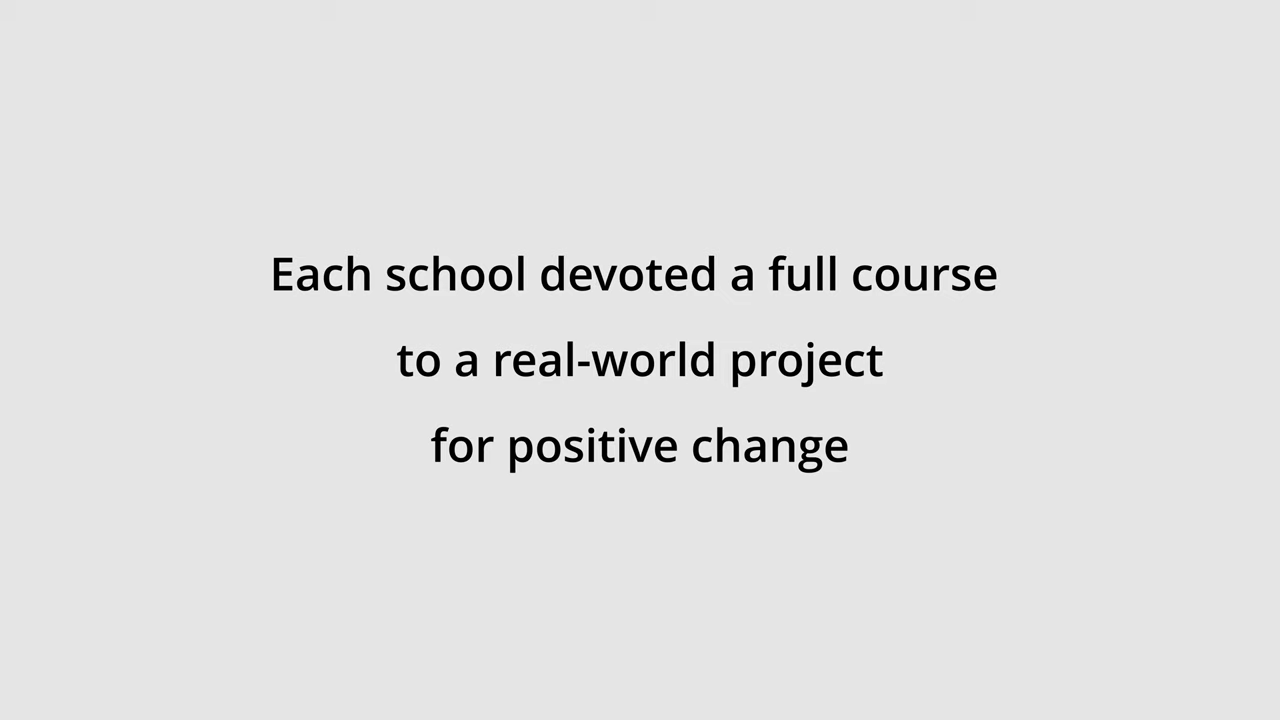 Each school devoted a full course
to a real-world project
for positive change